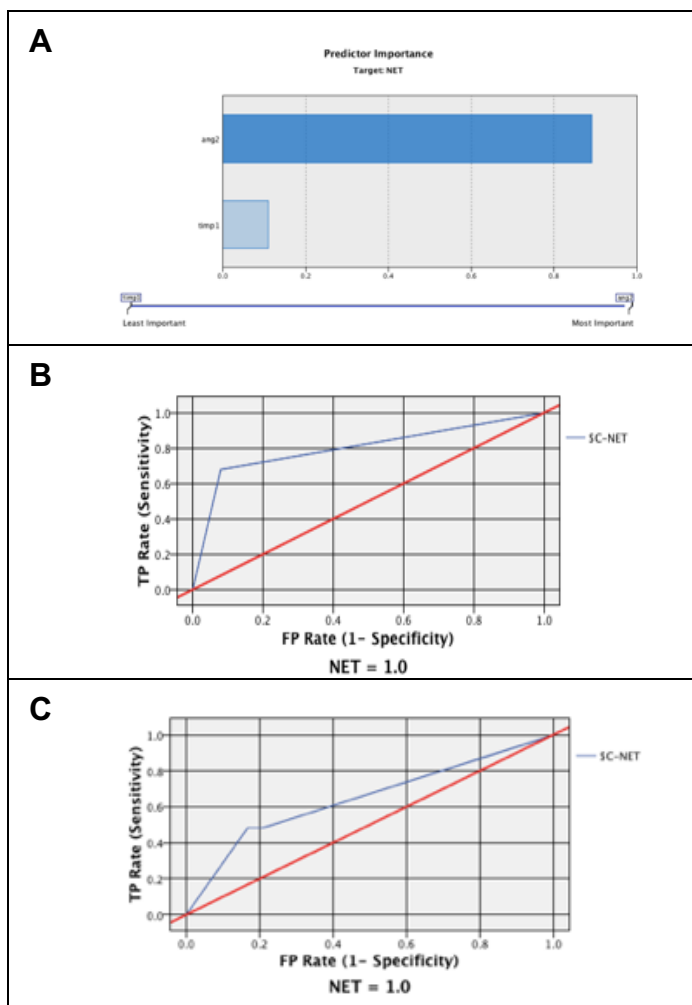 A
Predictor Importance
Target: NET
ang2
timp1
0.0 0.2 0.4 0.6 0.8 1.0
Least Important Most Important
B
1.0
0.8
0.6
0.4
0.2
0.0
TP Rate (Sensitivity)
$C-NET
0.0 0.2 0.4 0.6 0.8 1.0
FP Rate (1- Specificity)
NET = 1.0
C
1.0
0.8
0.6
0.4
0.2
0.0
TP Rate (Sensitivity)
$C-NET
0.0 0.2 0.4 0.6 0.8 1.0
FP Rate (1- Specificity)
NET = 1.0